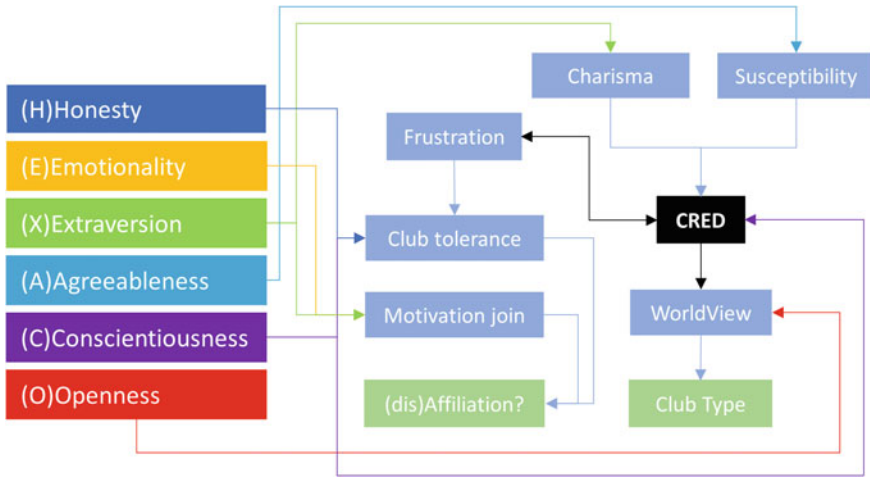 (H)Honesty
(E)Emotionality
(X)Extraversion
(A)Agreeableness
(C)Conscientiousness
(O)Openness
Charisma
Susceptibility
Frustration
CRED
Club tolerance
Motivation join
WorldView
(dis)Affiliation?
Club Type